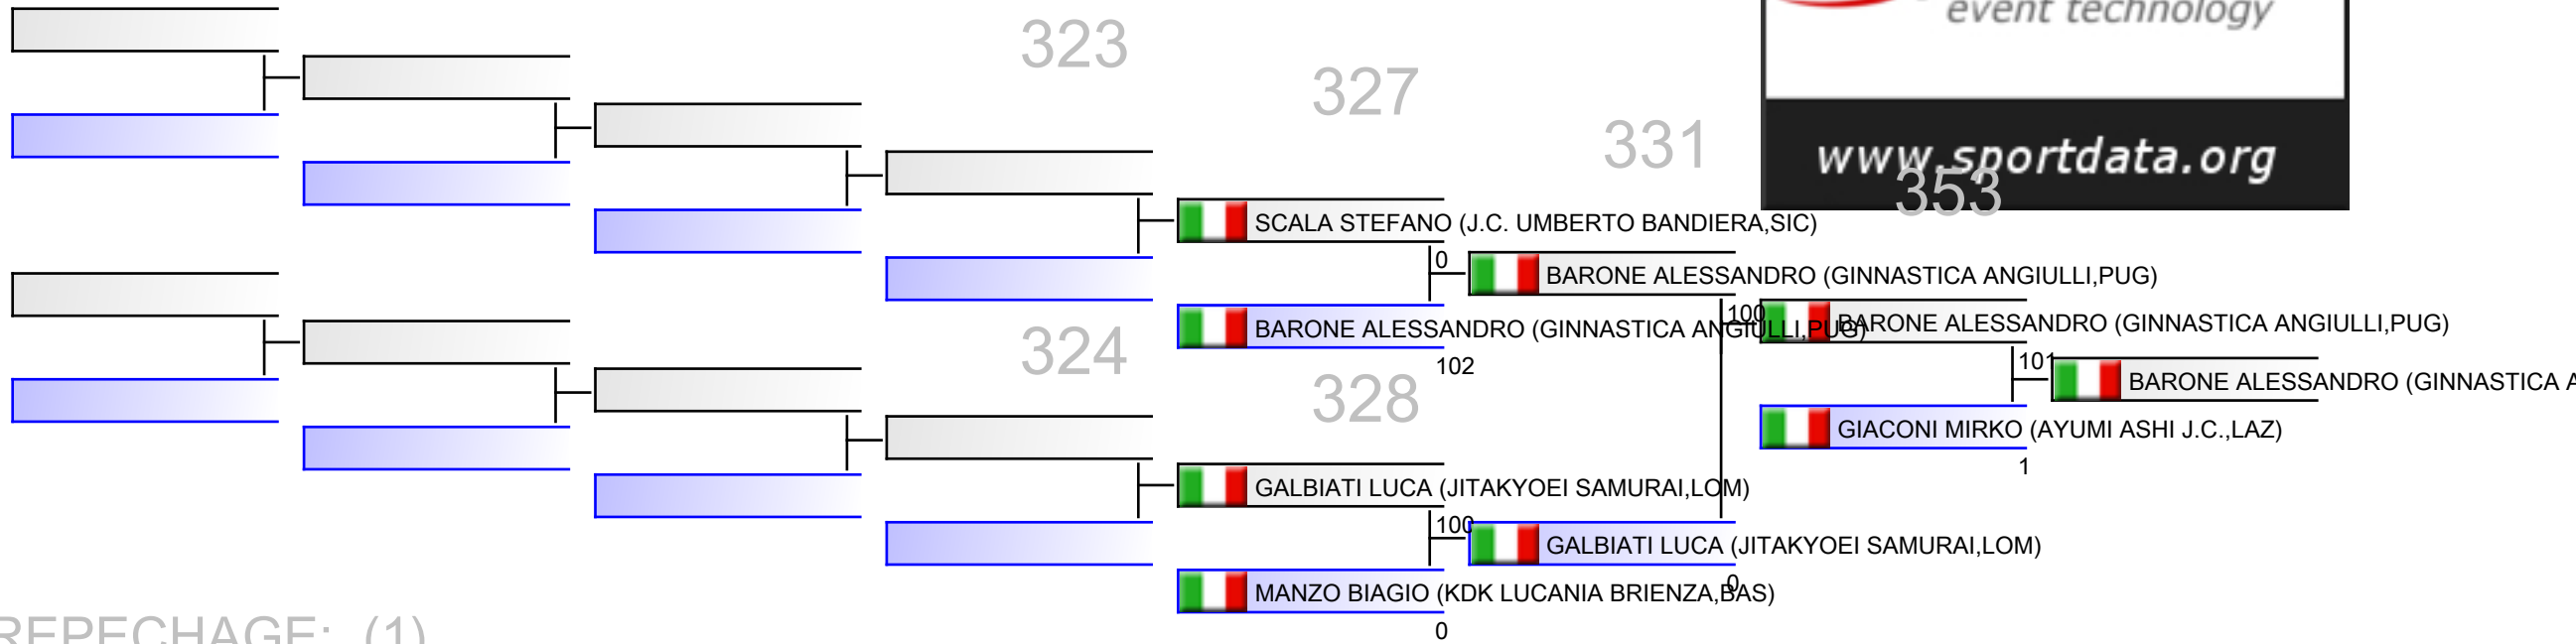 event technology
www.sportdata.org
323
327
331
353
SCALA STEFANO (J.C. UMBERTO BANDIERA,SIC)
0
BARONE ALESSANDRO (GINNASTICA ANGIULLI,PUG)
BARONE ALESSANDRO (GINNASTICA ANGIULLI,PUG)
102
100
BARONE ALESSANDRO (GINNASTICA ANGIULLI,PUG)
101
BARONE ALESSANDRO (GINNASTICA A
GIACONI MIRKO (AYUMI ASHI J.C.,LAZ)
1
324
328
GALBIATI LUCA (JITAKYOEI SAMURAI,LOM)
100
GALBIATI LUCA (JITAKYOEI SAMURAI,LOM)
0
MANZO BIAGIO (KDK LUCANIA BRIENZA,BAS)
0
REPECHAGE: (1)